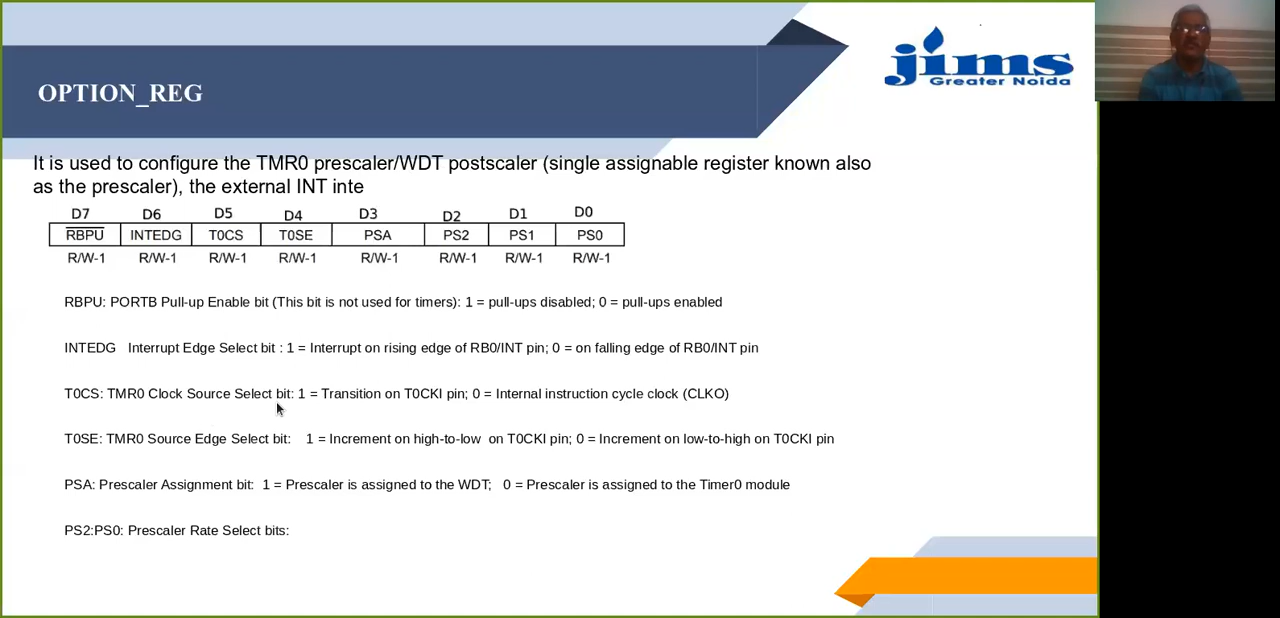 OPTION_REG
jims
Greater Noida
It is used to configure the TMR0 prescaler/WDT postscaler (single assignable register known also
as the prescaler), the external INT inte
D7 D6 D5 D4 D3 D2 D1 D0
RBPU INTEDG T0CS T0SE PSA PS2 PS1 PS0
R/W-1 R/W-1 R/W-1 R/W-1 R/W-1 R/W-1 R/W-1 R/W-1
RBPU: PORTB Pull-up Enable bit (This bit is not used for timers): 1 = pull-ups disabled; 0 = pull-ups enabled
INTEDG Interrupt Edge Select bit : 1 = Interrupt on rising edge of RB0/INT pin; 0 = on falling edge of RB0/INT pin
T0CS: TMR0 Clock Source Select bit: 1 = Transition on T0CKI pin; 0 = Internal instruction cycle clock (CLKO)
T0SE: TMR0 Source Edge Select bit: 1 = Increment on high-to-low on T0CKI pin; 0 = Increment on low-to-high on T0CKI pin
PSA: Prescaler Assignment bit: 1 = Prescaler is assigned to the WDT; 0 = Prescaler is assigned to the Timer0 module
PS2:PS0: Prescaler Rate Select bits: